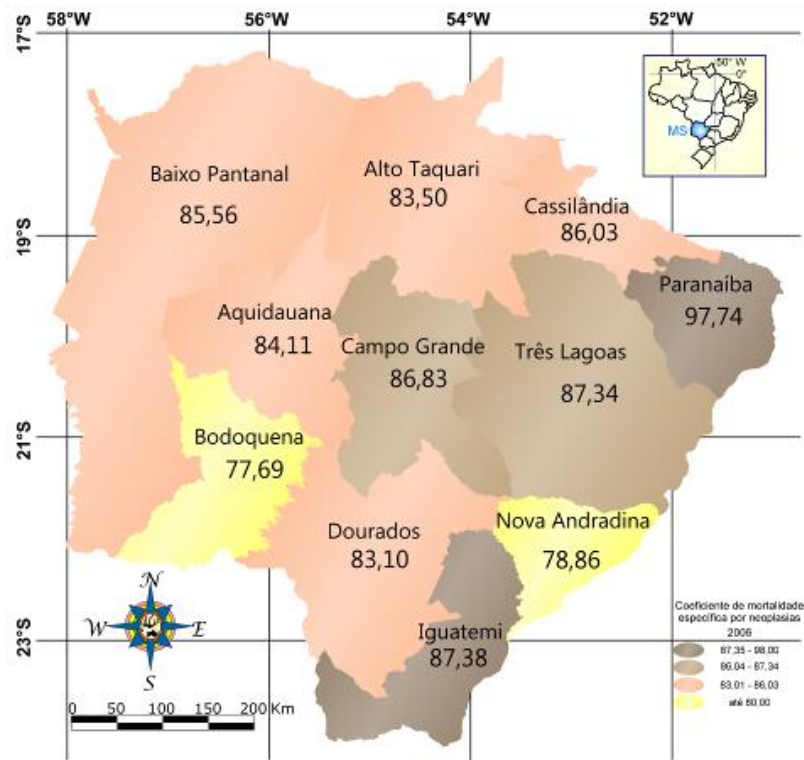 58°W 56°W 54°W 52°W
17°S
50° W
0°
MS
Baixo Pantanal
85,56
Alto Taquari
83,50
Cassilândia
86,03
19°S
Paranaíba
97,74
Aquidauana
84,11
Campo Grande
86,83
Três Lagoas
87,34
21°S
Bodoquena
77,69
Dourados
83,10
Nova Andradina
78,86
Iguatemi
87,38
23°S
N
W E
S
0 50 100 150 200 Km
Coeficiente de mortalidade
específica por neoplasias
2006
87,35 - 98,00
86,04 - 87,34
83,01 - 86,03
até 80,00